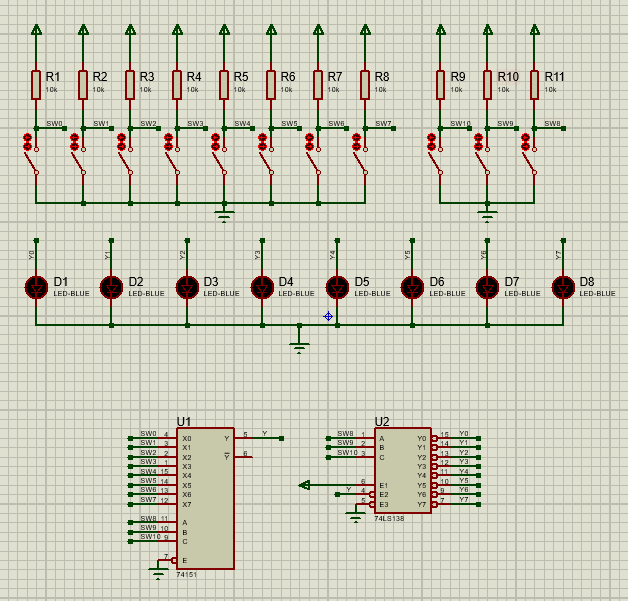 R1 R2 R3 R4 R5 R6 R7 R8 R9 R10 R11
10k 10k 10k 10k 10k 10k 10k 10k 10k 10k 10k
SW0 SW1 SW2 SW3 SW4 SW5 SW6 SW7 SW10 SW9 SW8
Y0 Y1 Y2 Y3 Y4 Y5 Y6 Y7
D1 D2 D3 D4 D5 D6 D7 D8
LED-BLUE LED-BLUE LED-BLUE LED-BLUE LED-BLUE LED-BLUE LED-BLUE LED-BLUE
U1
SW0 4 X0 Y 5 Y
SW1 3 X1
SW2 2 X2 Y 6
SW3 1 X3
SW4 15 X4
SW5 14 X5
SW6 13 X6
SW7 12 X7
SW8 11 A
SW9 10 B
SW10 9 C
7 E
74151
U2
SW8 1 A Y0 15 Y0
SW9 2 B Y1 14 Y1
SW10 3 C Y2 13 Y2
Y3 12 Y3
Y4 11 Y4
6 E1 Y5 10 Y5
Y 4 E2 Y6 9 Y6
5 E3 Y7 7 Y7
74LS138